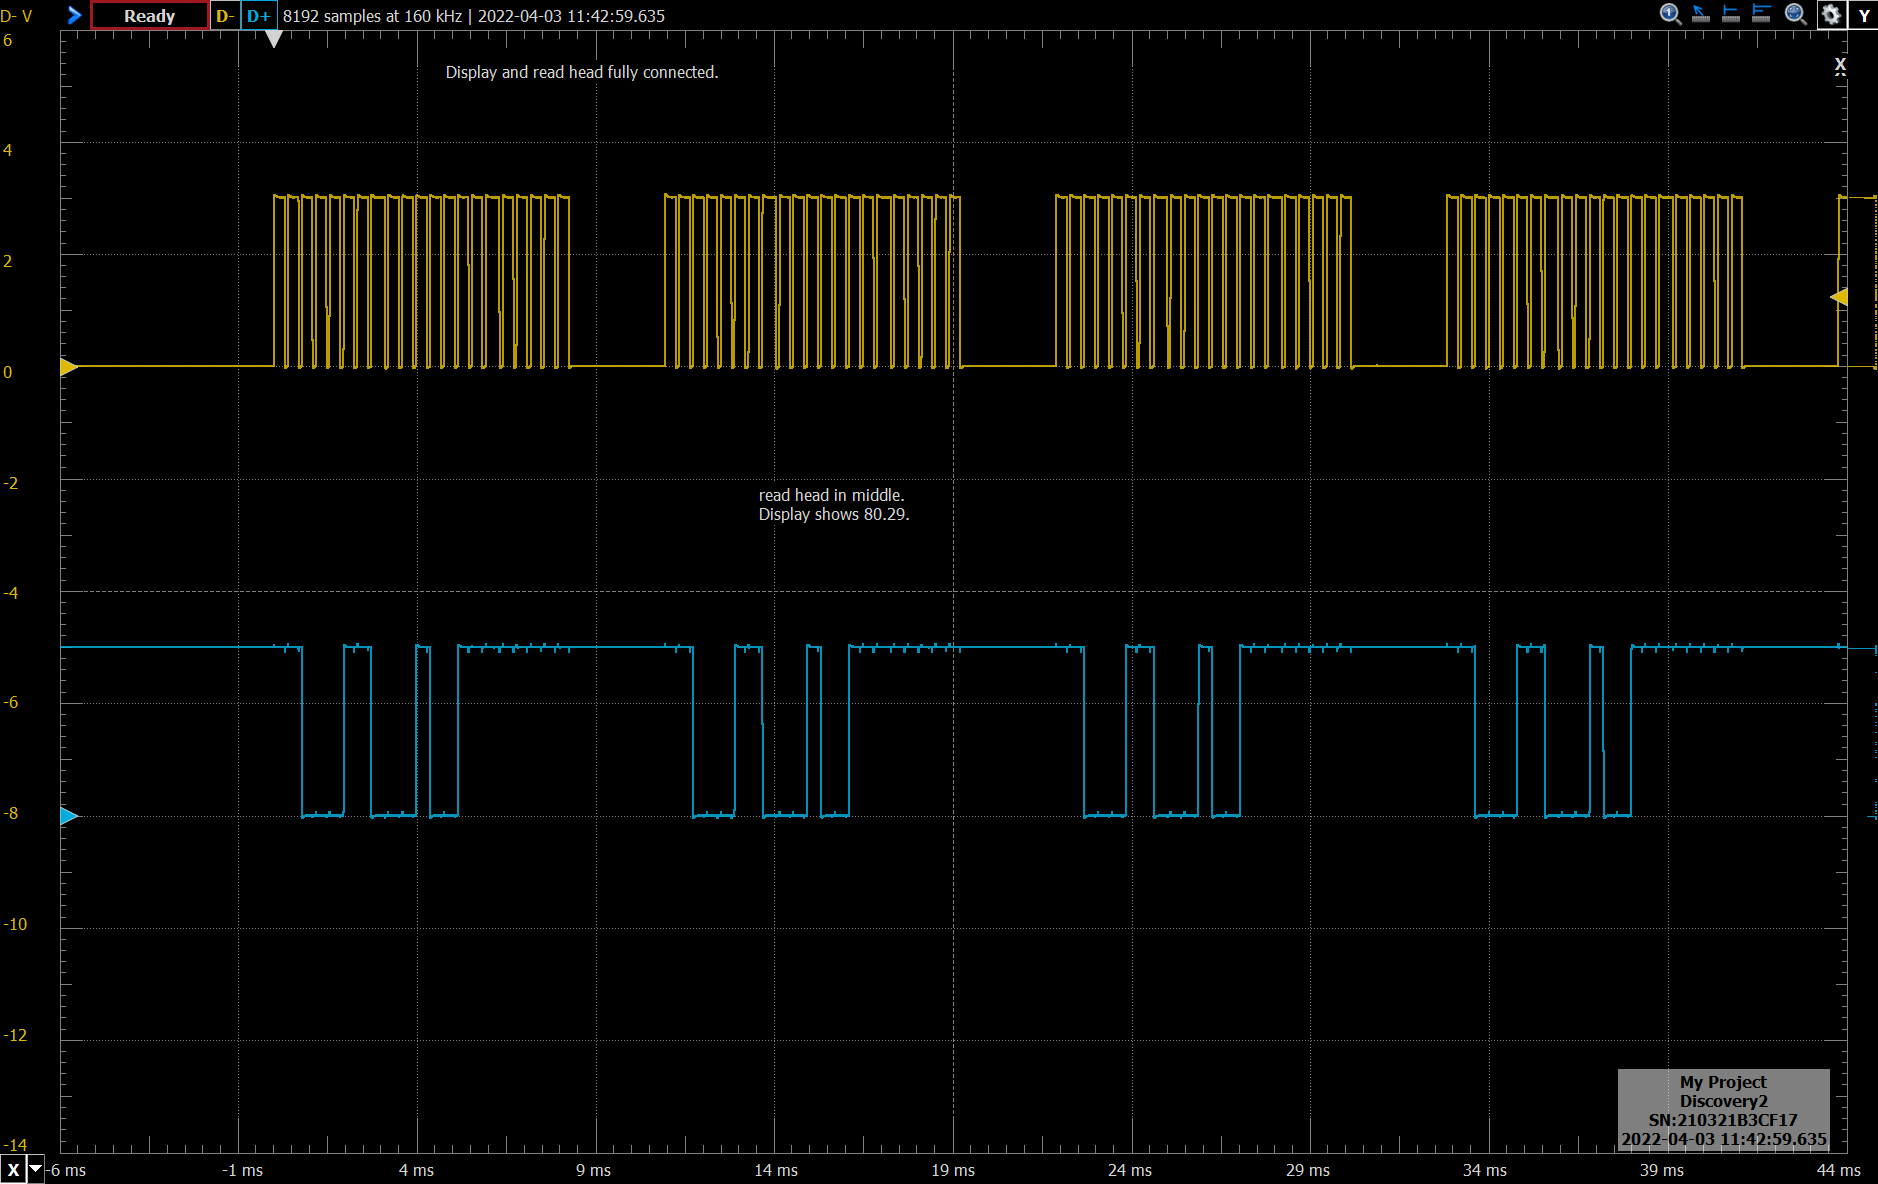 D- V Ready D- D+ 8192 samples at 160 kHz | 2022-04-03 11:42:59.635 Y
6
X
Display and read head fully connected.
4
2
0
-2
read head in middle.
Display shows 80.29.
-4
-6
-8
-10
-12
My Project
Discovery2
SN:210321B3CF17
2022-04-03 11:42:59.635
-14
X -6 ms -1 ms 4 ms 9 ms 14 ms 19 ms 24 ms 29 ms 34 ms 39 ms 44 ms